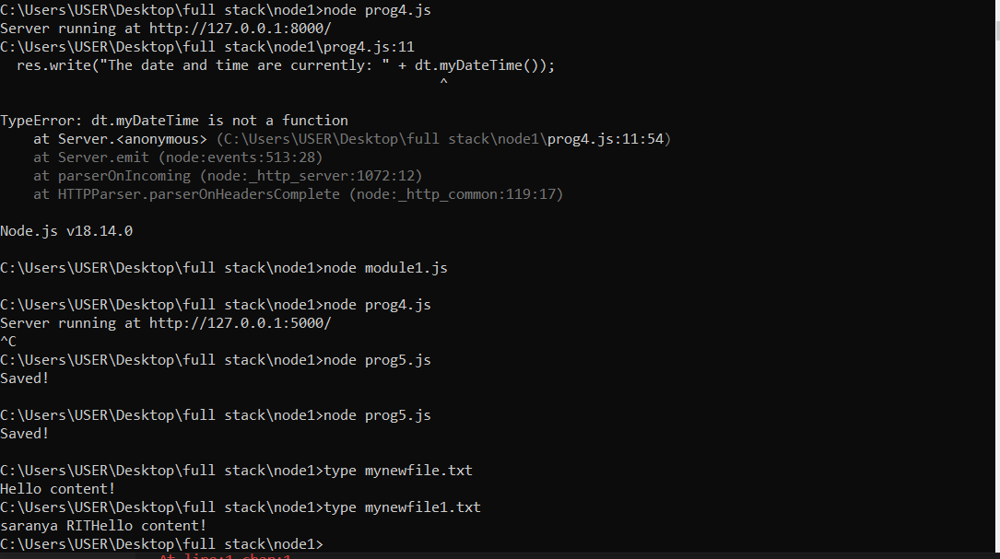 C:\Users\USER\Desktop\full stack\node1>node prog4.js
Server running at http://127.0.0.1:8000/
C:\Users\USER\Desktop\full stack\node1\prog4.js:11
  res.write("The date and time are currently: " + dt.myDateTime());
                                                     ^

TypeError: dt.myDateTime is not a function
    at Server.<anonymous> (C:\Users\USER\Desktop\full stack\node1\prog4.js:11:54)
    at Server.emit (node:events:513:28)
    at parserOnIncoming (node:_http_server:1072:12)
    at HTTPParser.parserOnHeadersComplete (node:_http_common:119:17)

Node.js v18.14.0

C:\Users\USER\Desktop\full stack\node1>node module1.js

C:\Users\USER\Desktop\full stack\node1>node prog4.js
Server running at http://127.0.0.1:5000/
^C
C:\Users\USER\Desktop\full stack\node1>node prog5.js
Saved!

C:\Users\USER\Desktop\full stack\node1>node prog5.js
Saved!

C:\Users\USER\Desktop\full stack\node1>type mynewfile.txt
Hello content!
C:\Users\USER\Desktop\full stack\node1>type mynewfile1.txt
saranya RITHello content!
C:\Users\USER\Desktop\full stack\node1>
At line:1 char:1